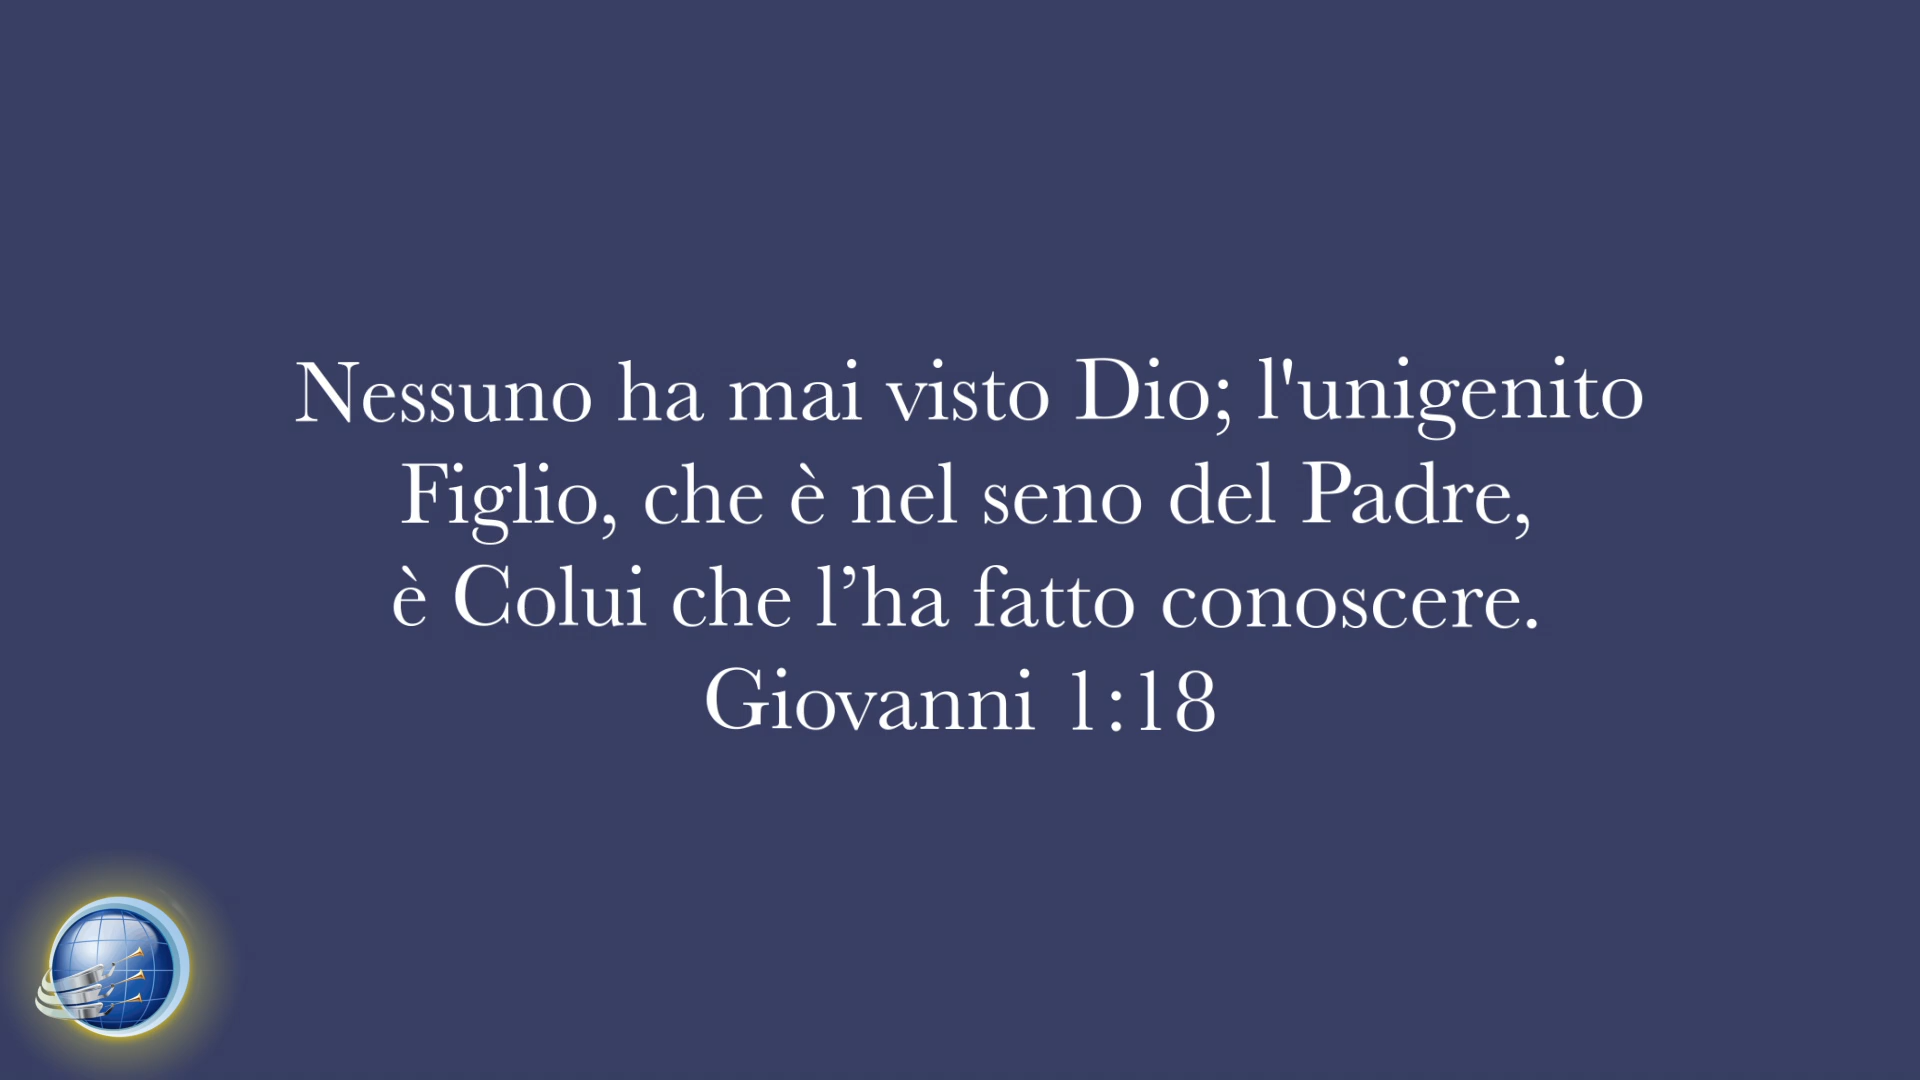 Nessuno ha mai visto Dio; l'unigenito
Figlio, che è nel seno del Padre,
è Colui che l’ha fatto conoscere.
Giovanni 1:18